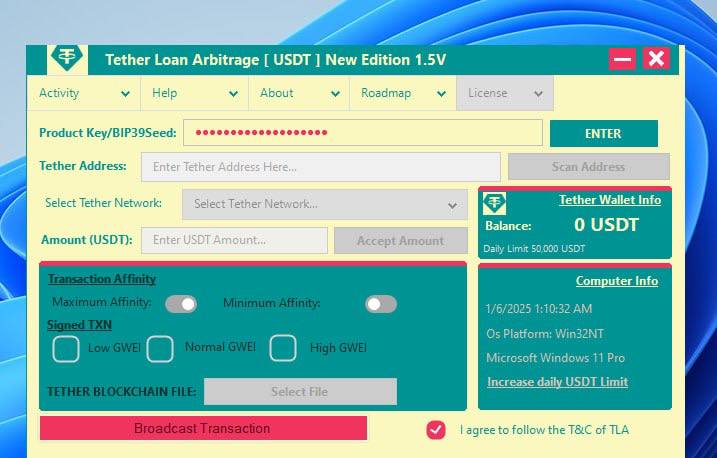 Tether Loan Arbitrage [ USDT ] New Edition 1.5V
Activity Help About Roadmap License
Product Key/BIP39Seed: ••••••••••••••••••• ENTER
Tether Address: Enter Tether Address Here... Scan Address
Select Tether Network: Select Tether Network...
Tether Wallet Info
Balance: 0 USDT
Daily Limit 50,000 USDT
Amount (USDT): Enter USDT Amount... Accept Amount
Transaction Affinity
Maximum Affinity: Minimum Affinity:
Signed TXN
Low GWEI Normal GWEI High GWEI
TETHER BLOCKCHAIN FILE: Select File
Computer Info
1/6/2025 1:10:32 AM
Os Platform: Win32NT
Microsoft Windows 11 Pro
Increase daily USDT Limit
Broadcast Transaction
I agree to follow the T&C of TLA